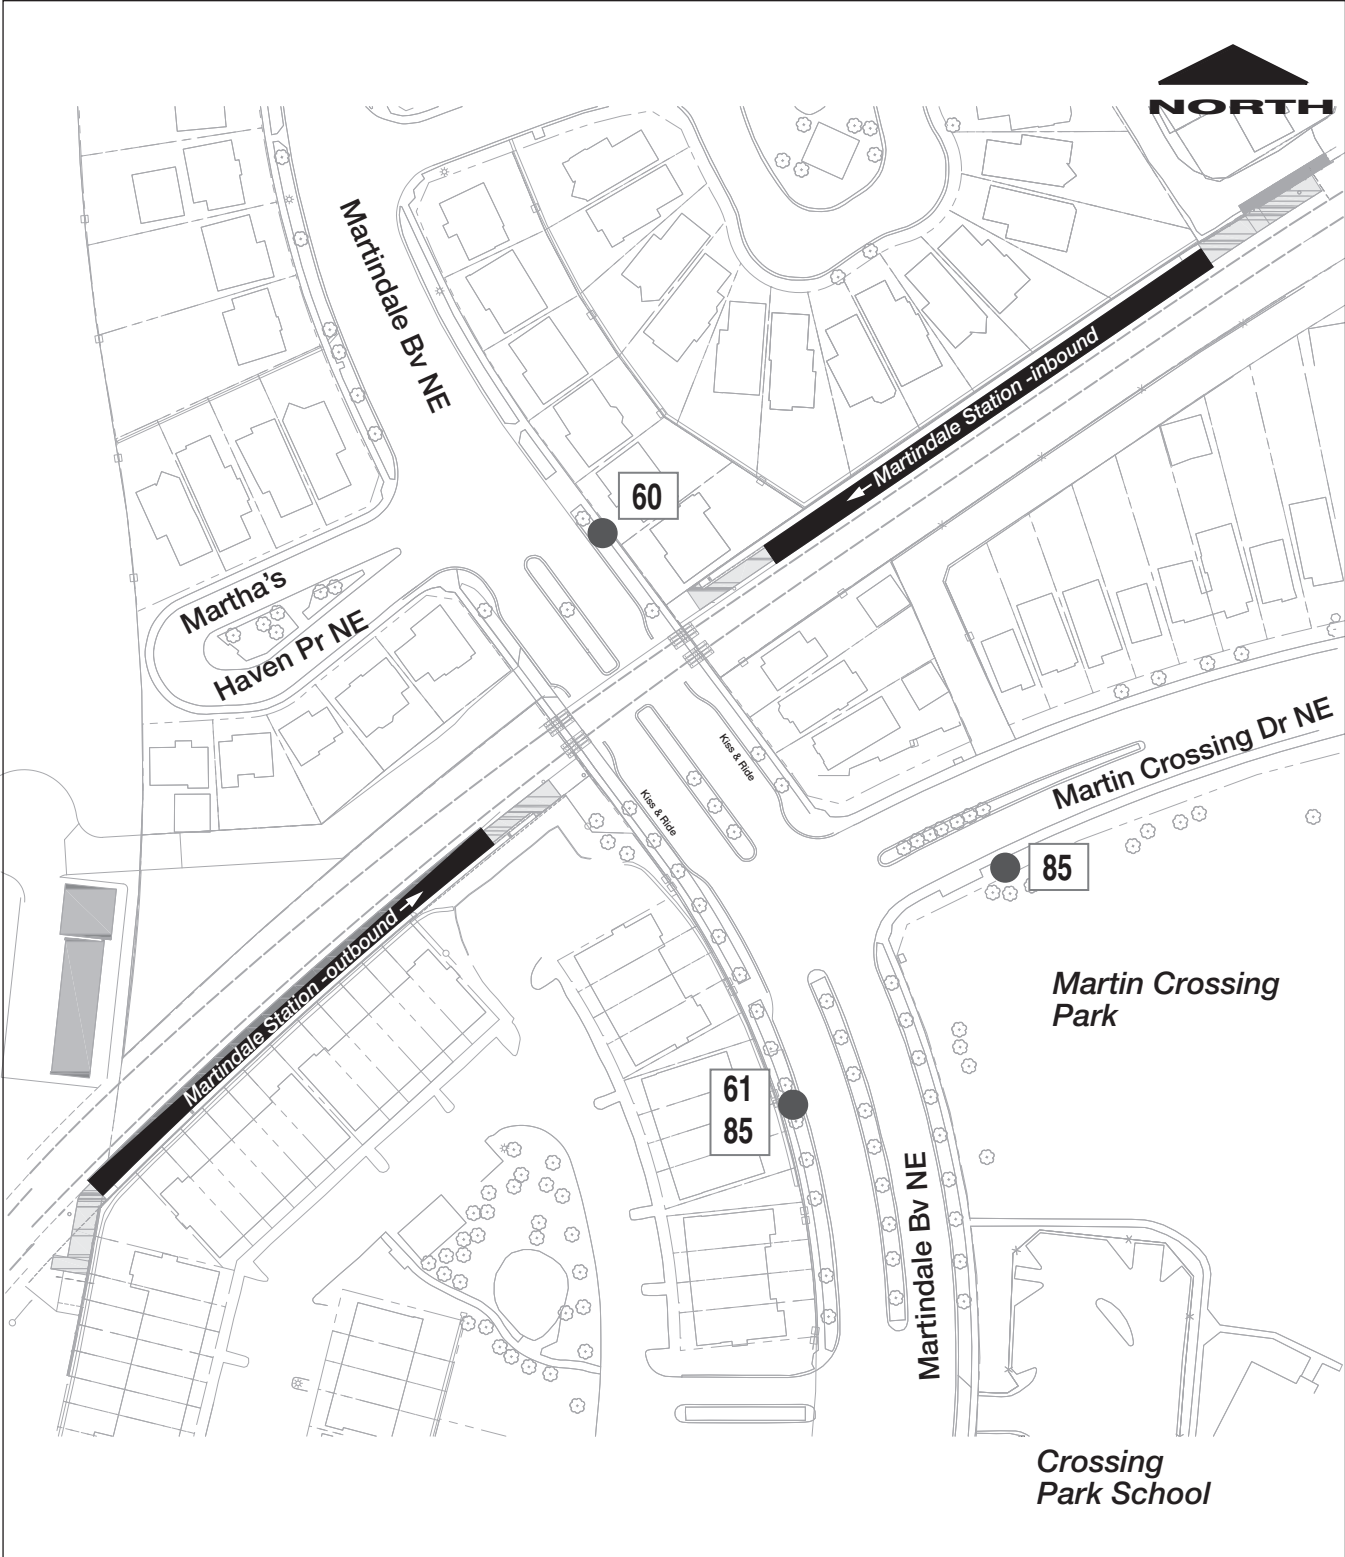 NORTH
Martindale Bv NE
Martindale Station -inbound
60
Martha's
Haven Pr NE
Martin Crossing Dr NE
Kiss & Ride
Kiss & Ride
85
Martindale Station -outbound
Martin Crossing
Park
61
85
Martindale Bv NE
Crossing
Park School